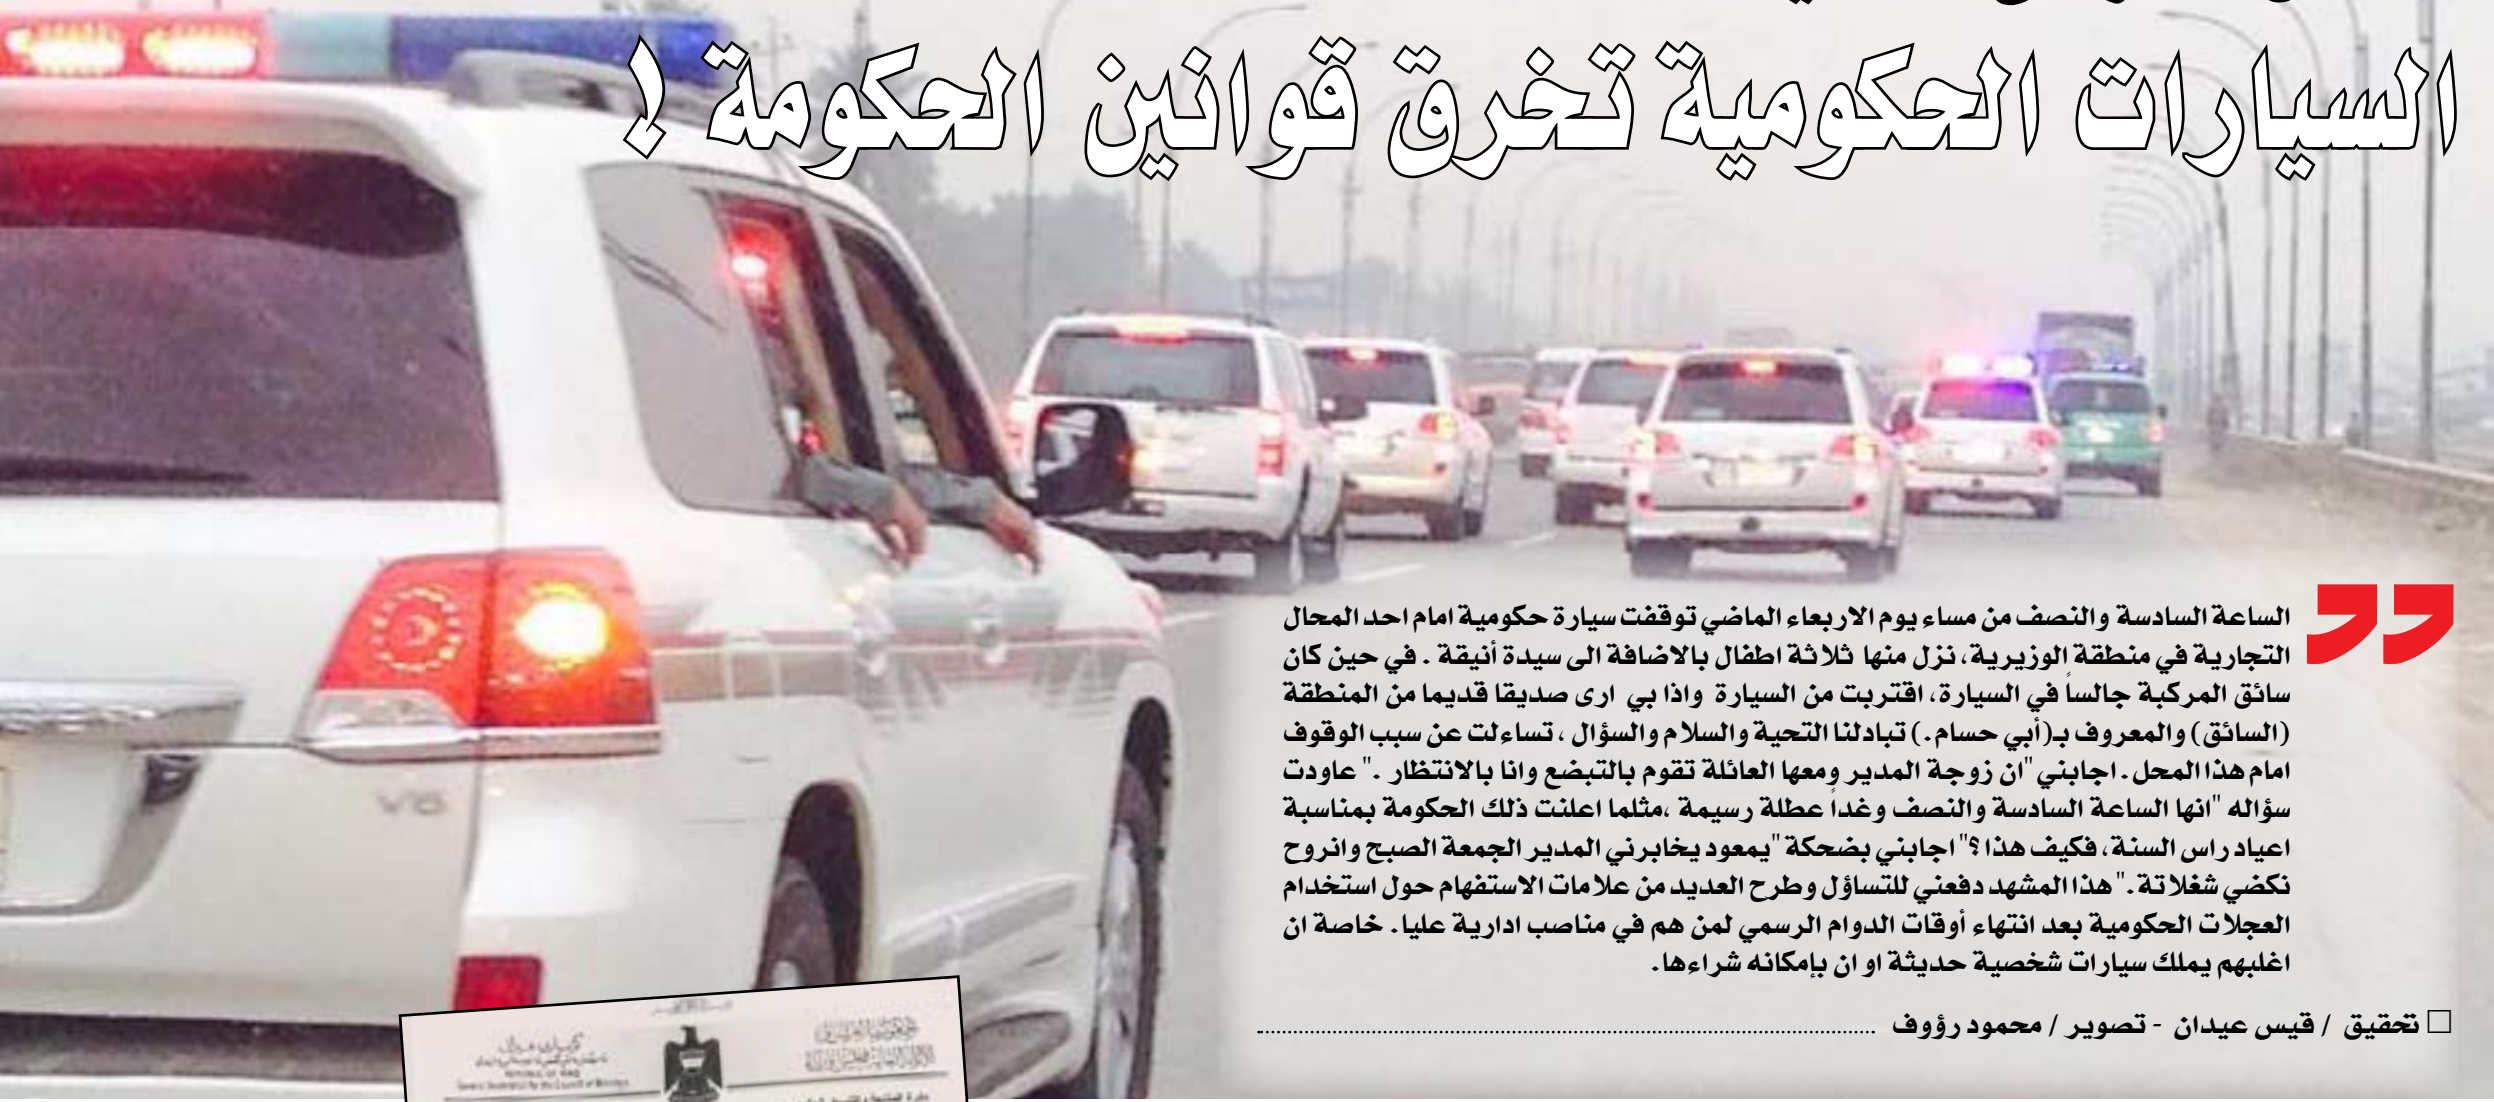 السيارات الحكومية تخرق قوانين الحكومة !
الساعة السادسة والنصف من مساء يوم الاربعاء الماضي توقفت سيارة حكومية امام احد المحال
التجارية في منطقة الوزيرية، نزل منها ثلاثة اطفال بالاضافة الى سيدة أنيقة . في حين كان
سائق المركبة جالساً في السيارة، اقتربت من السيارة واذا بي ارى صديقا قديما من المنطقة
(السائق) والمعروف بـ(أبي حسام.) تبادلنا التحية والسلام والسؤال ، تساءلت عن سبب الوقوف
امام هذا المحل. اجابني "ان زوجة المدير ومعها العائلة تقوم بالتبضع وانا بالانتظار ." عاودت
سؤاله "انها الساعة السادسة والنصف وغداً عطلة رسيمة ،مثلما اعلنت ذلك الحكومة بمناسبة
اعياد راس السنة، فكيف هذا ؟" اجابني بضحكة "يمعود يخابرني المدير الجمعة الصبح وانروح
نكضي شغلاتة." هذا المشهد دفعني للتساؤل وطرح العديد من علامات الاستفهام حول استخدام
العجلات الحكومية بعد انتهاء أوقات الدوام الرسمي لمن هم في مناصب ادارية عليا. خاصة ان
اغلبهم يملك سيارات شخصية حديثة او ان بإمكانه شراءها.
□ تحقيق / قيس عيدان - تصوير / محمود رؤوف
V8
جمهورية العراق
REPUBLIC OF IRAQ